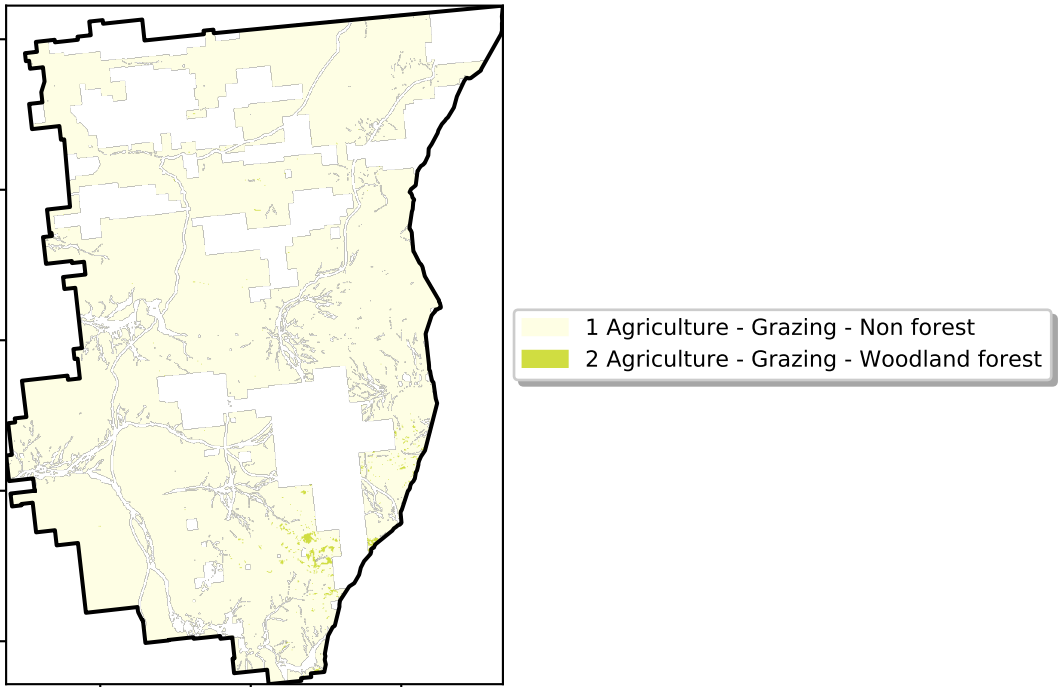 1 Agriculture - Grazing - Non forest
2 Agriculture - Grazing - Woodland forest